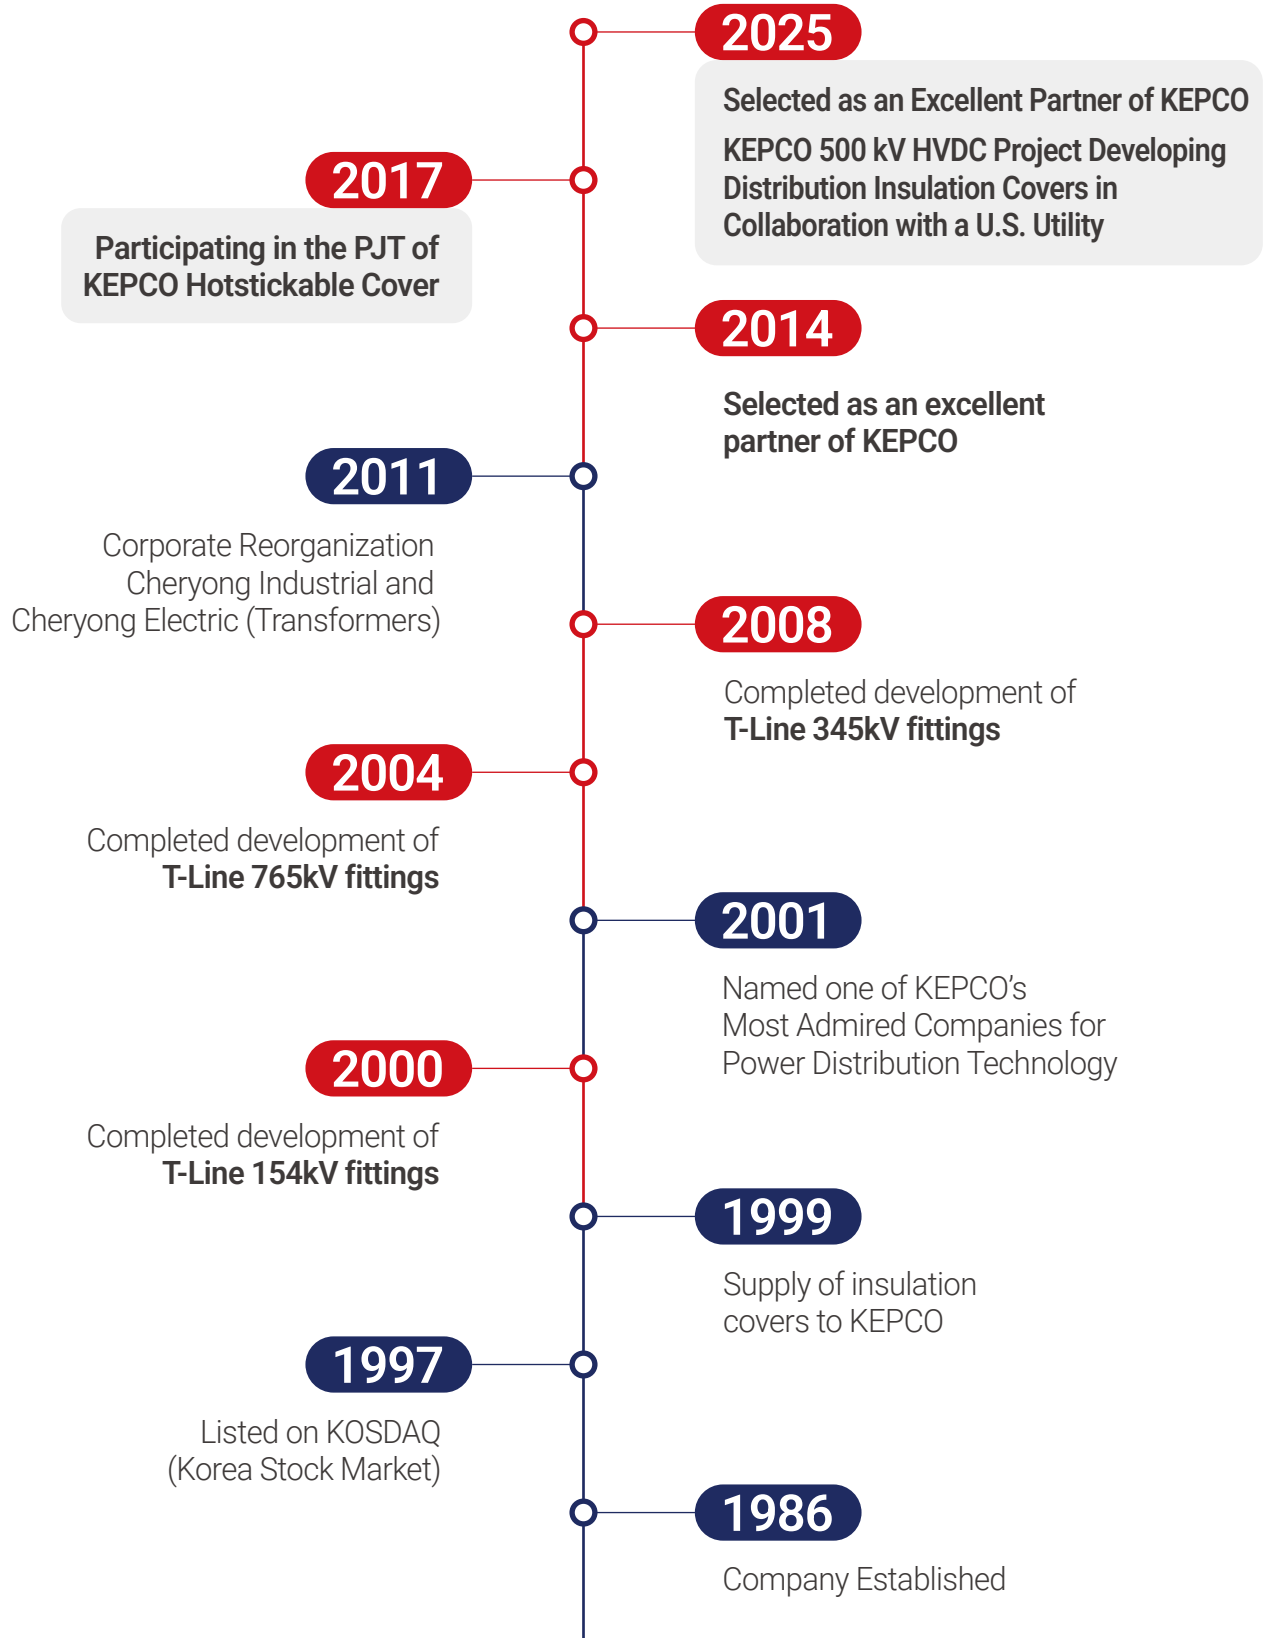 2025
Selected as an Excellent Partner of KEPCO
KEPCO 500 kV HVDC Project Developing
Distribution Insulation Covers in
Collaboration with a U.S. Utility
2017
Participating in the PJT of
KEPCO Hotstickable Cover
2014
Selected as an excellent
partner of KEPCO
2011
Corporate Reorganization
Cheryong Industrial and
Cheryong Electric (Transformers)
2008
Completed development of
T-Line 345kV fittings
2004
Completed development of
T-Line 765kV fittings
2001
Named one of KEPCO’s
Most Admired Companies for
Power Distribution Technology
2000
Completed development of
T-Line 154kV fittings
1999
Supply of insulation
covers to KEPCO
1997
Listed on KOSDAQ
(Korea Stock Market)
1986
Company Established